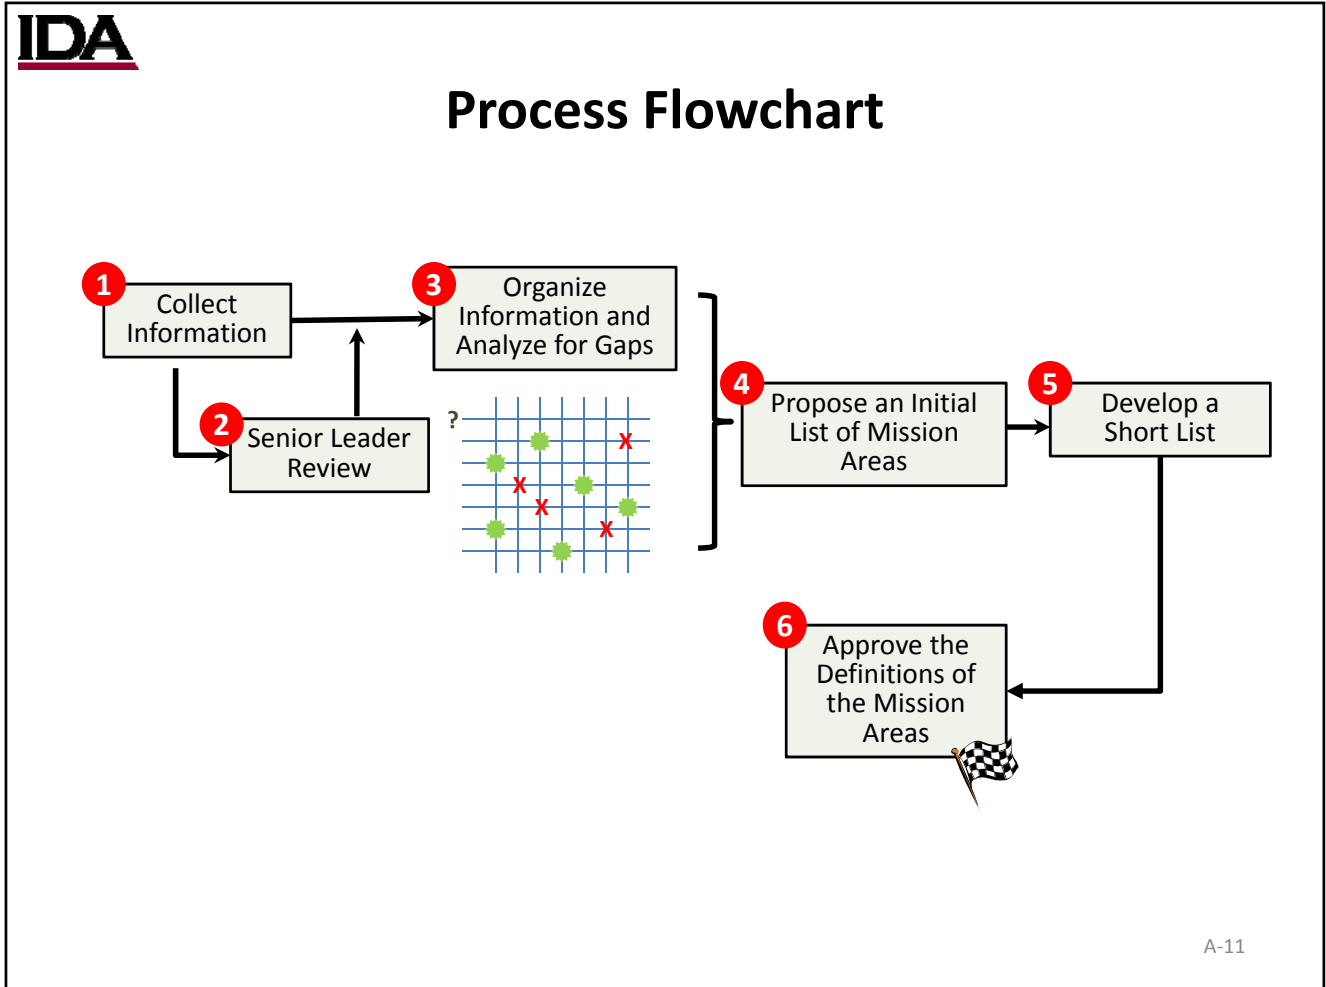 IDA
Process Flowchart
1
Collect
Information
2
Senior Leader
Review
3
Organize
Information and
Analyze for Gaps
?
X
X
X
X
4
Propose an Initial
List of Mission
Areas
5
Develop a
Short List
6
Approve the
Definitions of
the Mission
Areas
A-11